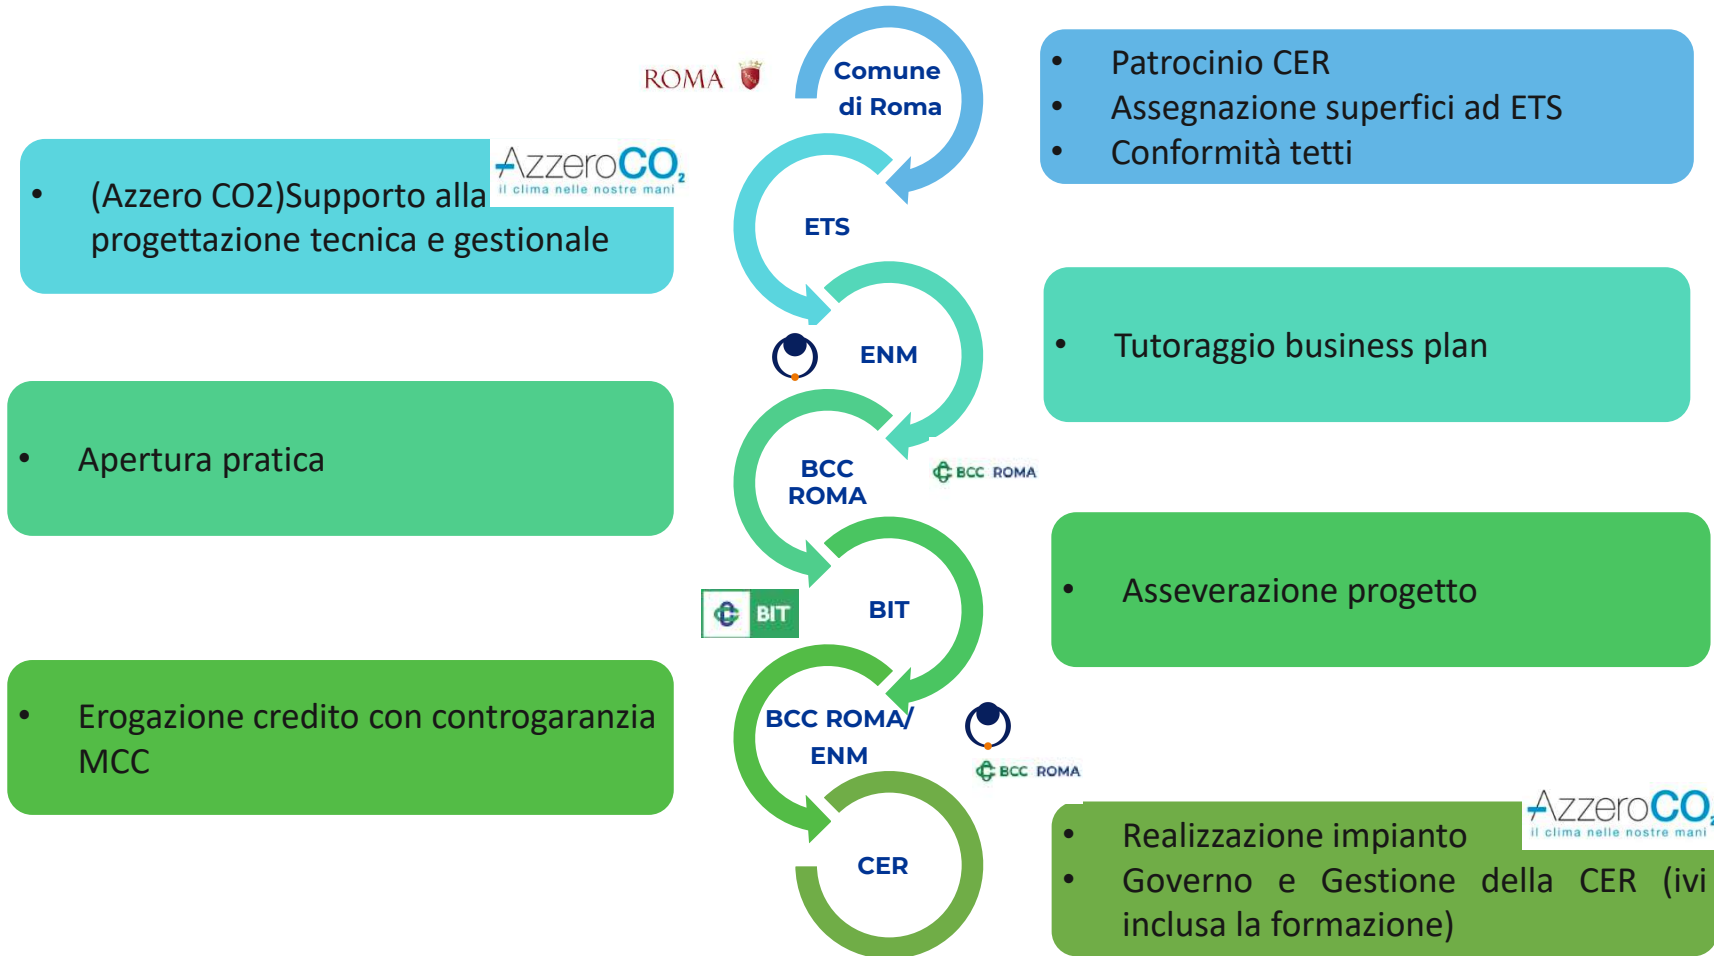 ROMA
Comune
di Roma
• Patrocinio CER
• Assegnazione superfici ad ETS
• Conformità tetti
AzzeroCO₂
il clima nelle nostre mani
• (Azzero CO2)Supporto alla
progettazione tecnica e gestionale
ETS
ENM
• Tutoraggio business plan
• Apertura pratica
BCC
ROMA
BCC ROMA
BIT
BIT
• Asseverazione progetto
• Erogazione credito con controgaranzia
MCC
BCC ROMA/
ENM
BCC ROMA
CER
AzzeroCO₂
il clima nelle nostre mani
• Realizzazione impianto
• Governo e Gestione della CER (ivi
inclusa la formazione)